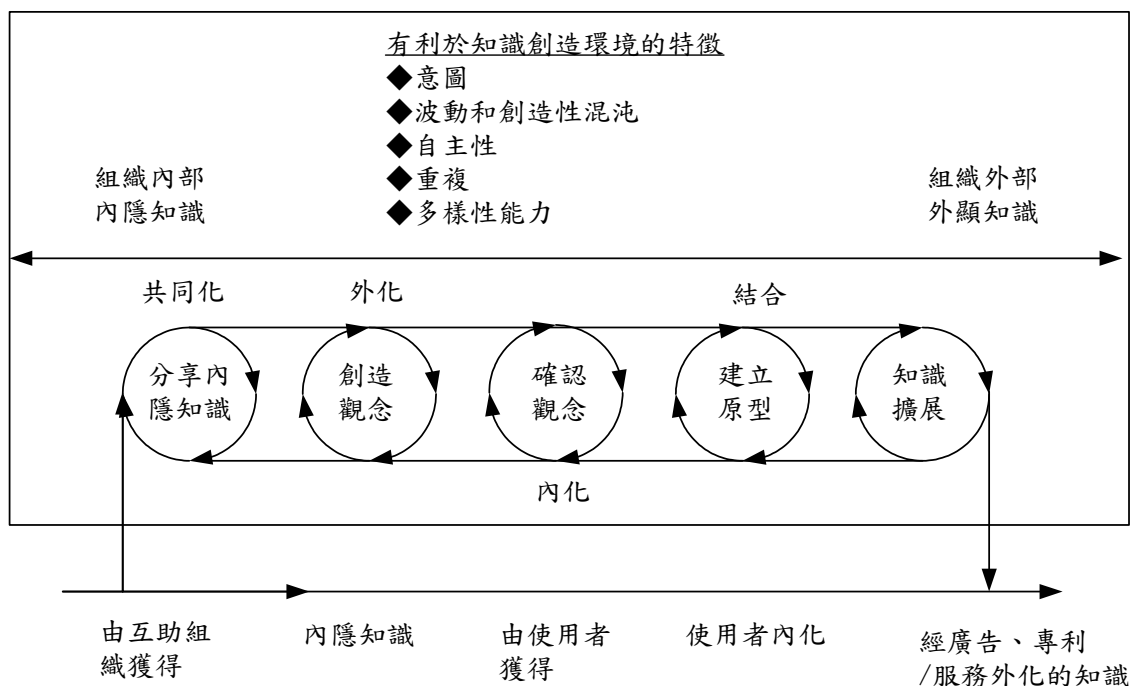 有利於知識創造環境的特徵
◆意圖
◆波動和創造性混沌
◆自主性
◆重複
◆多樣性能力
組織內部
內隱知識
組織外部
外顯知識
共同化
外化
結合
分享內
隱知識
創造
觀念
確認
觀念
建立
原型
知識
擴展
內化
由互助組
織獲得
內隱知識
由使用者
獲得
使用者內化
經廣告、專利
/服務外化的知識